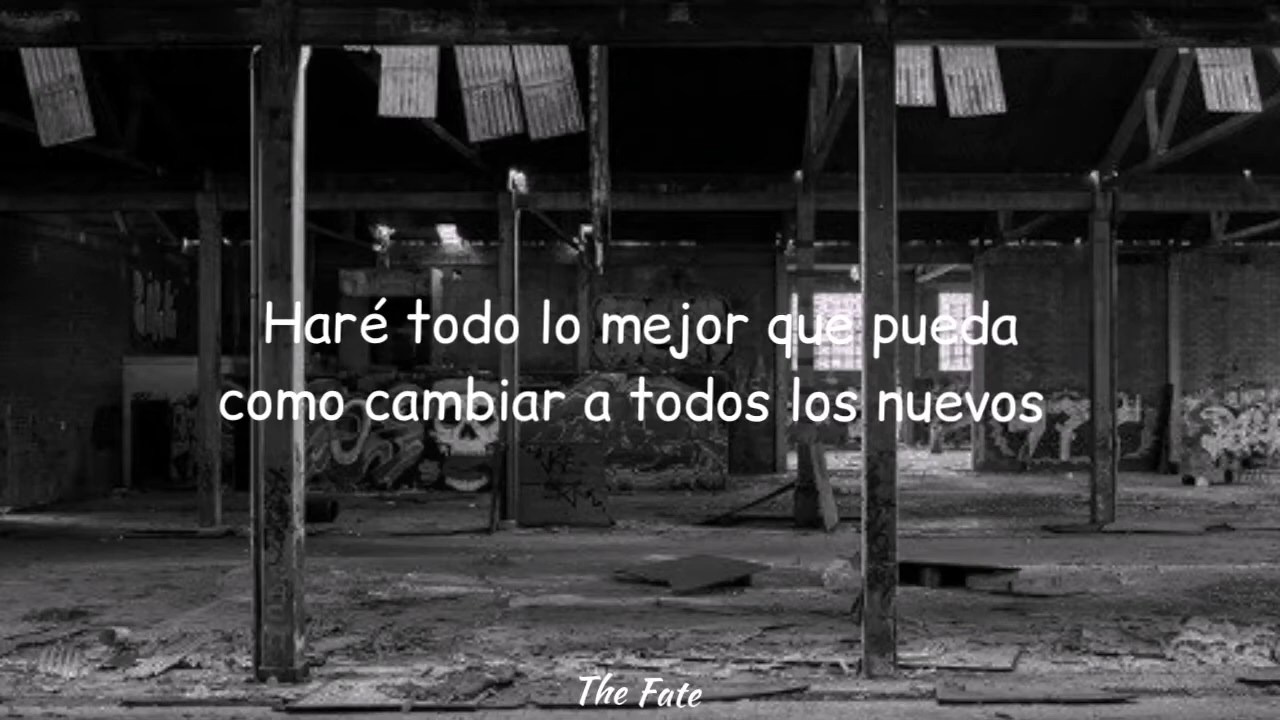 Haré todo lo mejor que pueda
como cambiar a todos los nuevos
The Fate